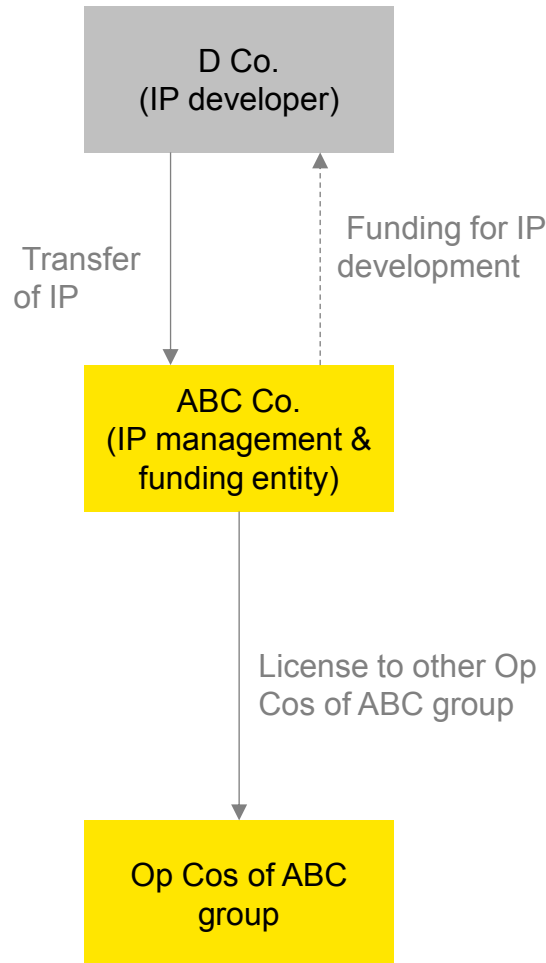 D Co.
(IP developer)
Transfer
of IP
Funding for IP
development
ABC Co.
(IP management &
funding entity)
License to other Op
Cos of ABC group
Op Cos of ABC
group